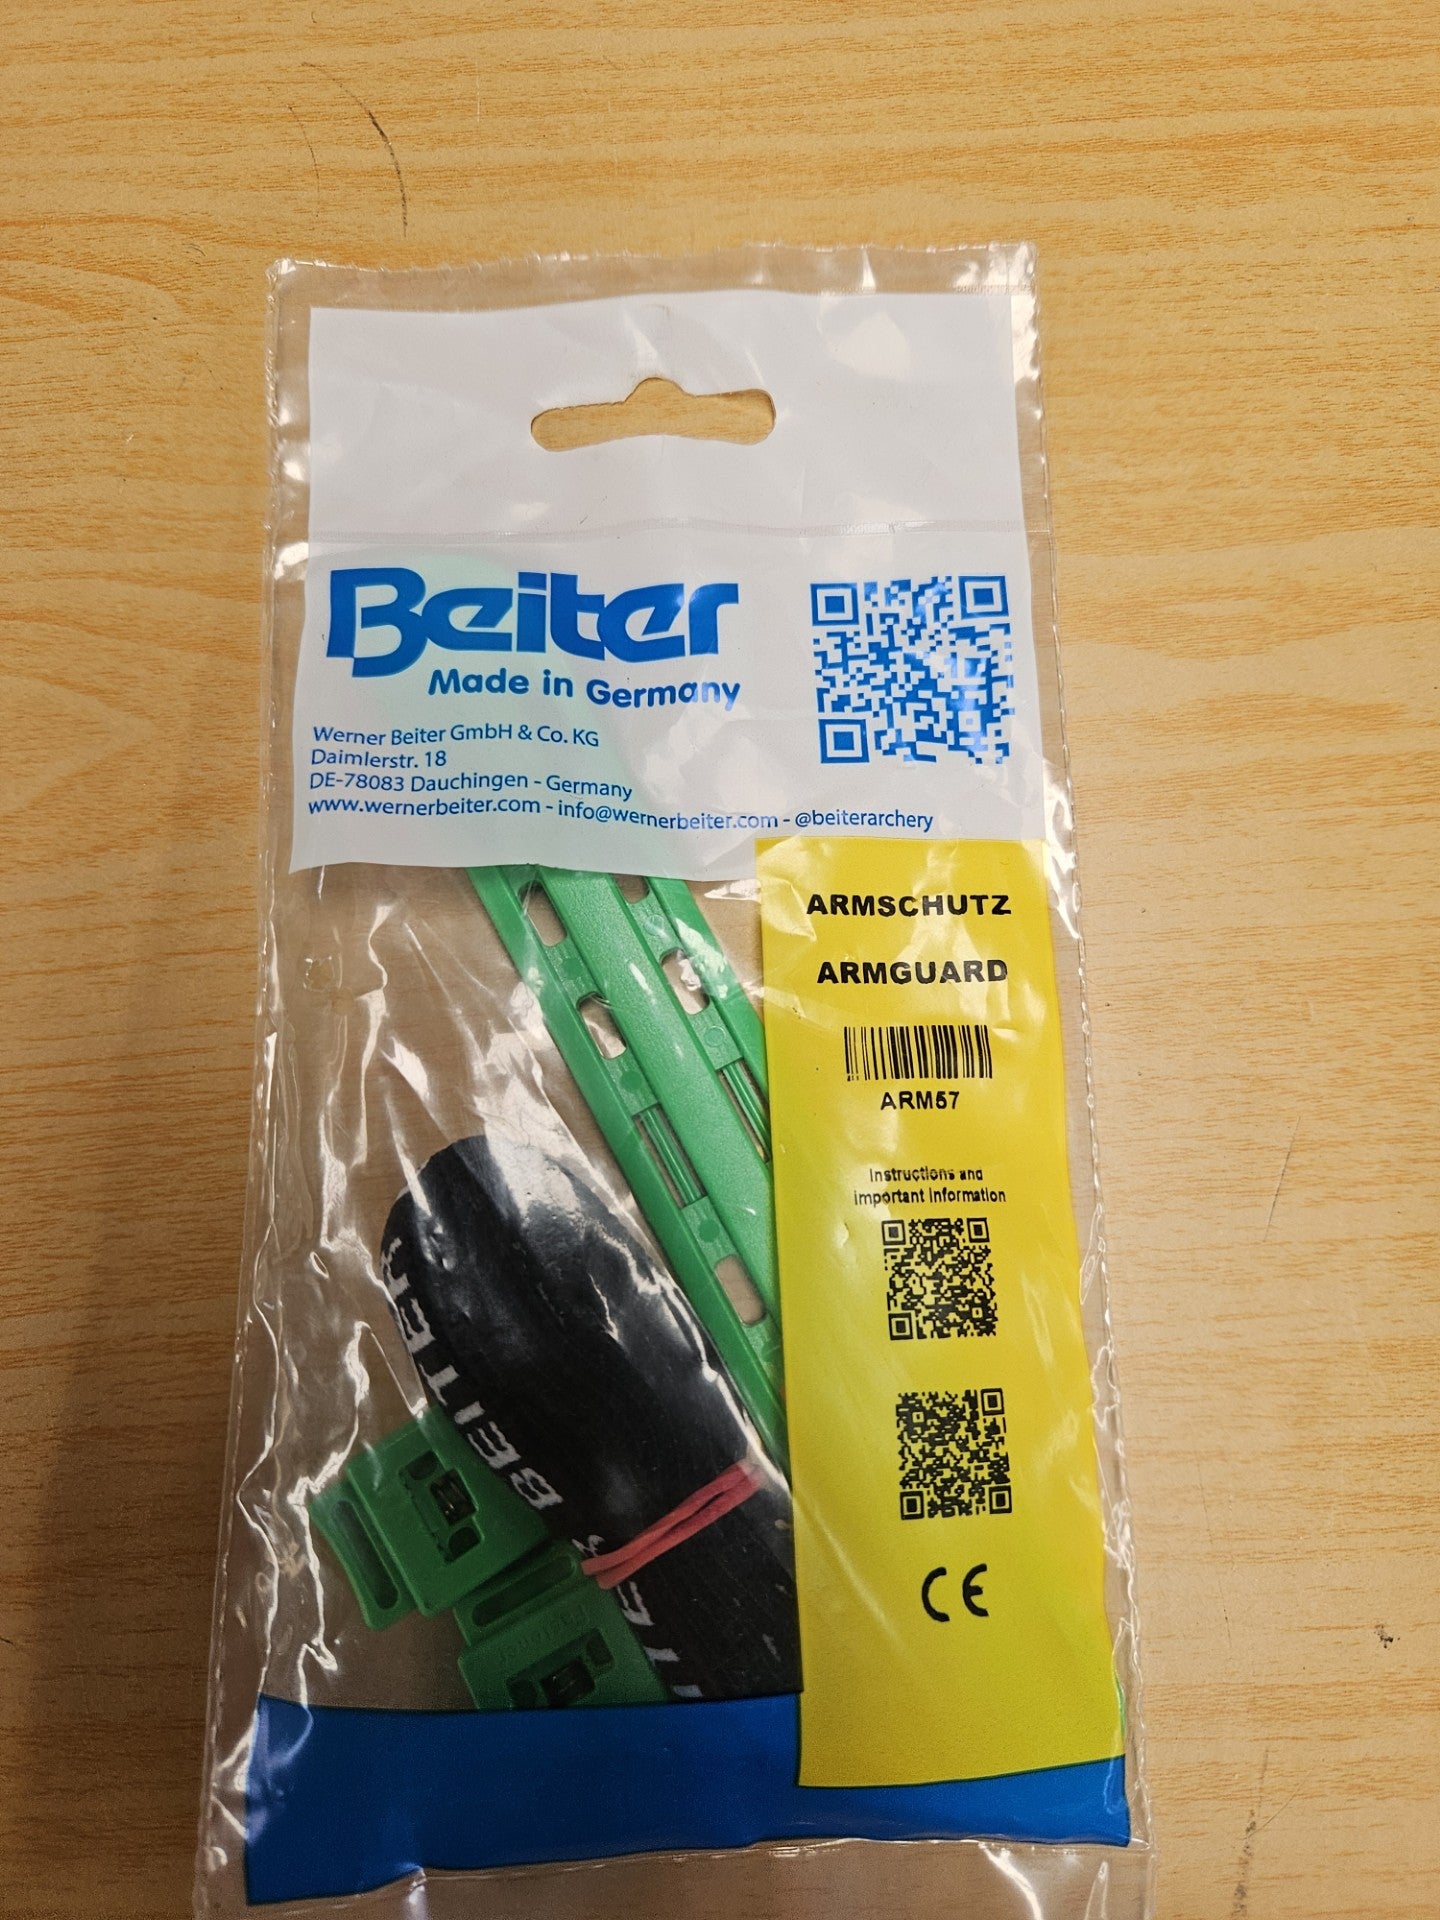 Beiter
Made in Germany
Werner Beiter GmbH & Co. KG
Daimlerstr. 18
DE-78083 Dauchingen - Germany
www.wernerbeiter.com - info@wernerbeiter.com - @beiterarchery
ARMSCHUTZ
ARMGUARD
ARM57
Instructions and
important information
CE
BEITER